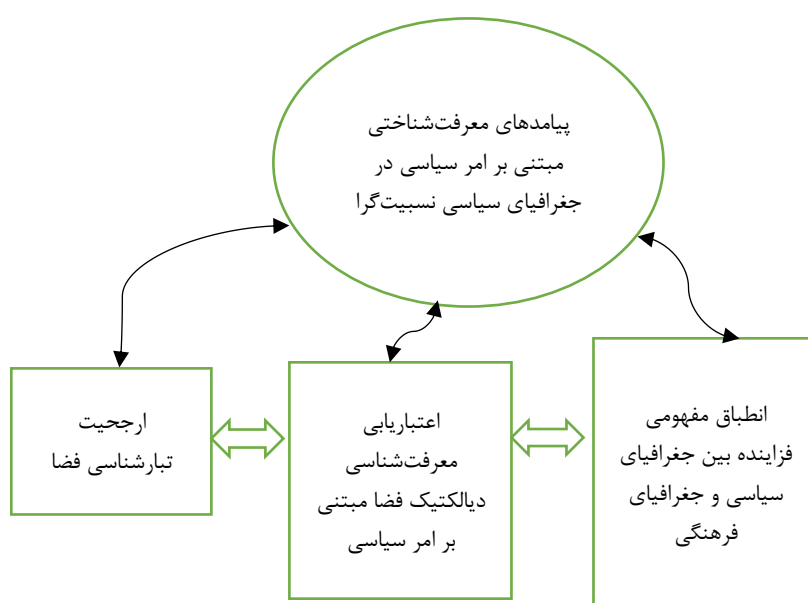 پیامدهای معرفت‌شناختی
مبتنی بر امر سیاسی در
جغرافیای سیاسی نسبیت‌گرا
انطباق مفهومی
فزاینده بین جغرافیای
سیاسی و جغرافیای
فرهنگی
اعتباریابی
معرفت‌شناسی
دیالکتیک فضا مبتنی
بر امر سیاسی
ارجحیت
تبارشناسی فضا